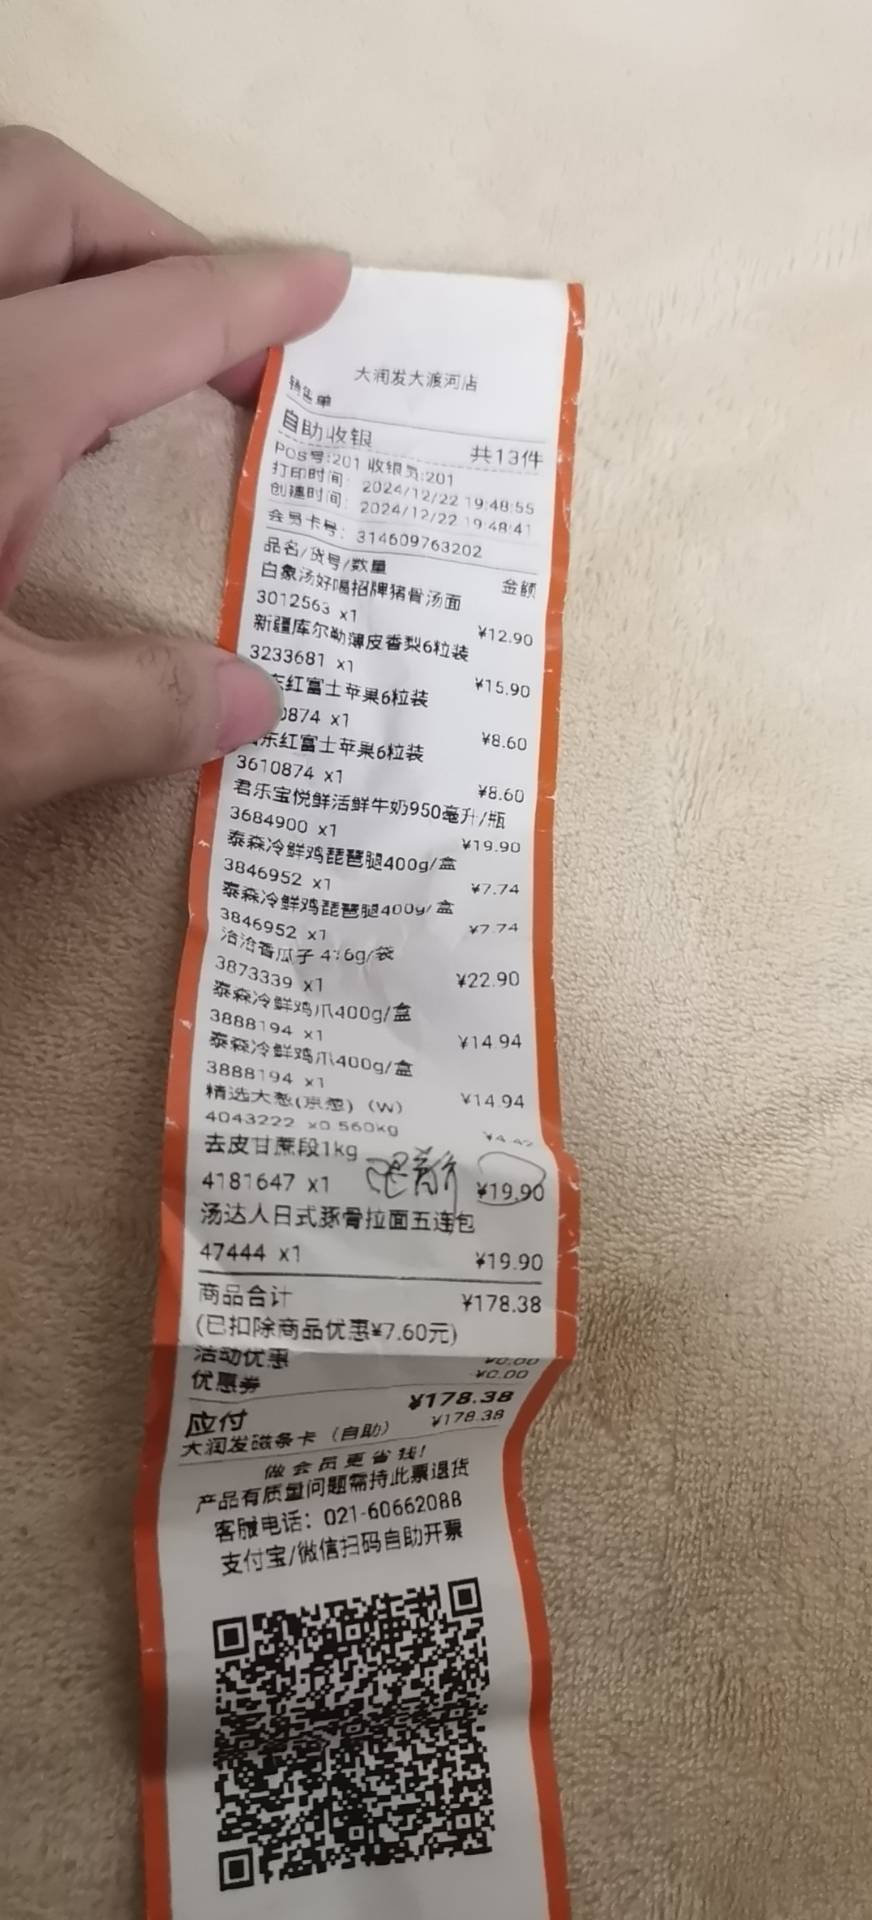 大润发大渡河店
销售单
自助收银 共13件
POS号:201 收银员:201
打印时间: 2024/12/22 19:48:55
创建时间: 2024/12/22 19:48:41
会员卡号: 314609763202
品名/货号/数量 金额
白象汤好喝招牌猪骨汤面
3012563 x1 ¥12.90
新疆库尔勒薄皮香梨6粒装
3233681 x1 ¥15.90
东红富士苹果6粒装
0874 x1 ¥8.60
东红富士苹果6粒装
3610874 x1 ¥8.60
君乐宝悦鲜活鲜牛奶950毫升/瓶
3684900 x1 ¥19.90
泰森冷鲜鸡琵琶腿400g/盒
3846952 x1 ¥7.74
泰森冷鲜鸡琵琶腿400g/盒
3846952 x1 ¥7.74
洽洽香瓜子 416g/袋
3873339 x1 ¥22.90
泰森冷鲜鸡爪400g/盒
3888194 x1 ¥14.94
泰森冷鲜鸡爪400g/盒
3888194 x1 ¥14.94
精选大葱(京葱) (W)
4043222 x0.560kg ¥4.42
去皮甘蔗段1kg
4181647 x1 ¥19.90
汤达人日式豚骨拉面五连包
47444 x1 ¥19.90
商品合计 ¥178.38
(已扣除商品优惠¥7.60元)
活动优惠 ¥0.00
优惠券 ¥0.00
应付 ¥178.38
大润发磁条卡（自助） ¥178.38
做会员更省钱!
产品有质量问题需持此票退货
客服电话: 021-60662088
支付宝/微信扫码自助开票